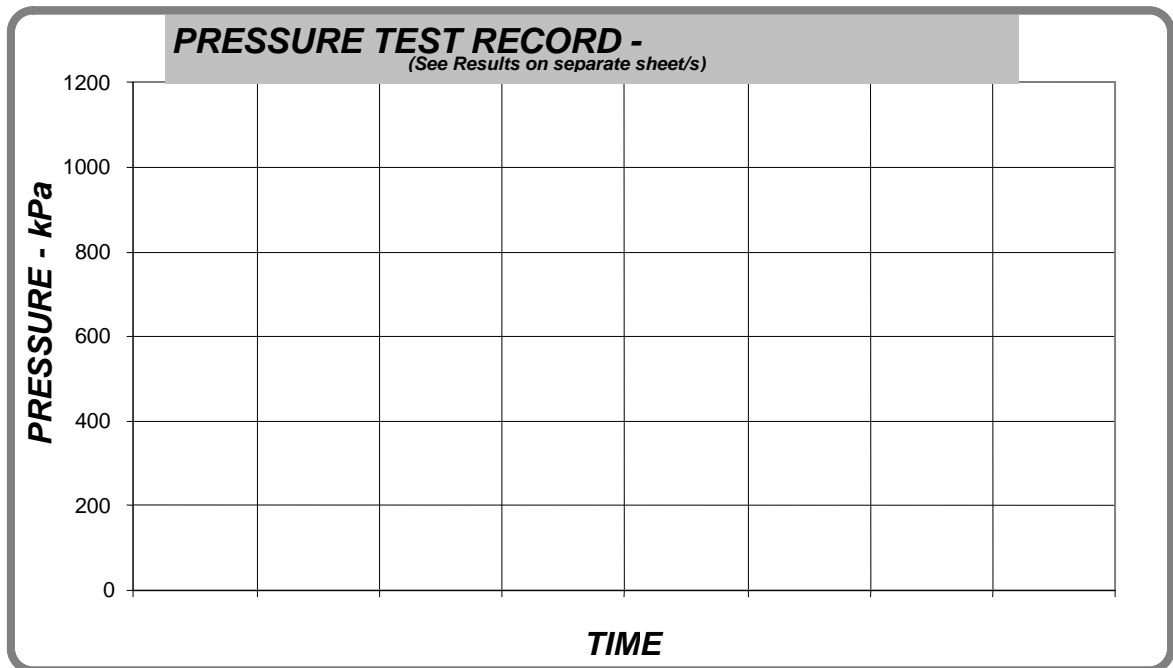 PRESSURE TEST RECORD -
(See Results on separate sheet/s)
1200
1000
800
600
400
200
0
PRESSURE - kPa
TIME